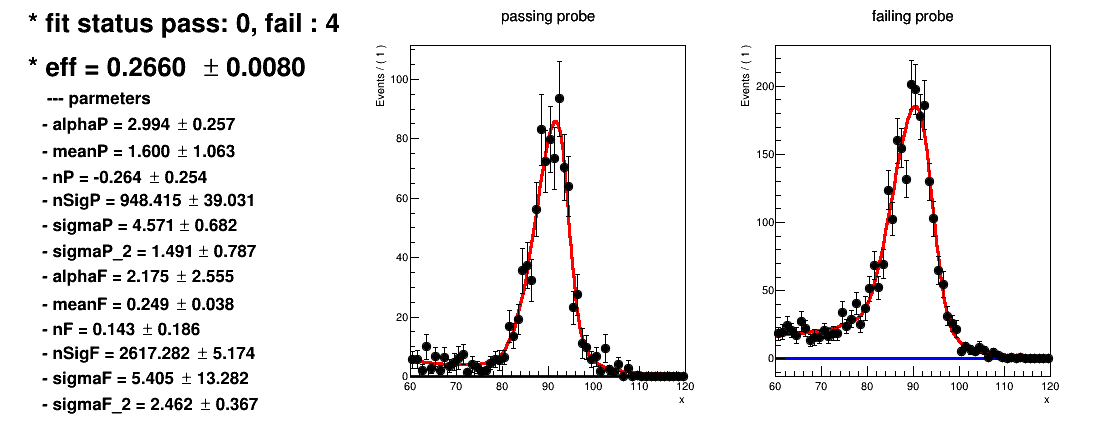 * fit status pass: 0, fail : 4
* eff = 0.2660 ± 0.0080
--- parmeters
- alphaP = 2.994 ± 0.257
- meanP = 1.600 ± 1.063
- nP = -0.264 ± 0.254
- nSigP = 948.415 ± 39.031
- sigmaP = 4.571 ± 0.682
- sigmaP_2 = 1.491 ± 0.787
- alphaF = 2.175 ± 2.555
- meanF = 0.249 ± 0.038
- nF = 0.143 ± 0.186
- nSigF = 2617.282 ± 5.174
- sigmaF = 5.405 ± 13.282
- sigmaF_2 = 2.462 ± 0.367
passing probe
Events / ( 1 )
100
80
60
40
20
0
60 70 80 90 100 110 120
x
failing probe
Events / ( 1 )
200
150
100
50
0
60 70 80 90 100 110 120
x